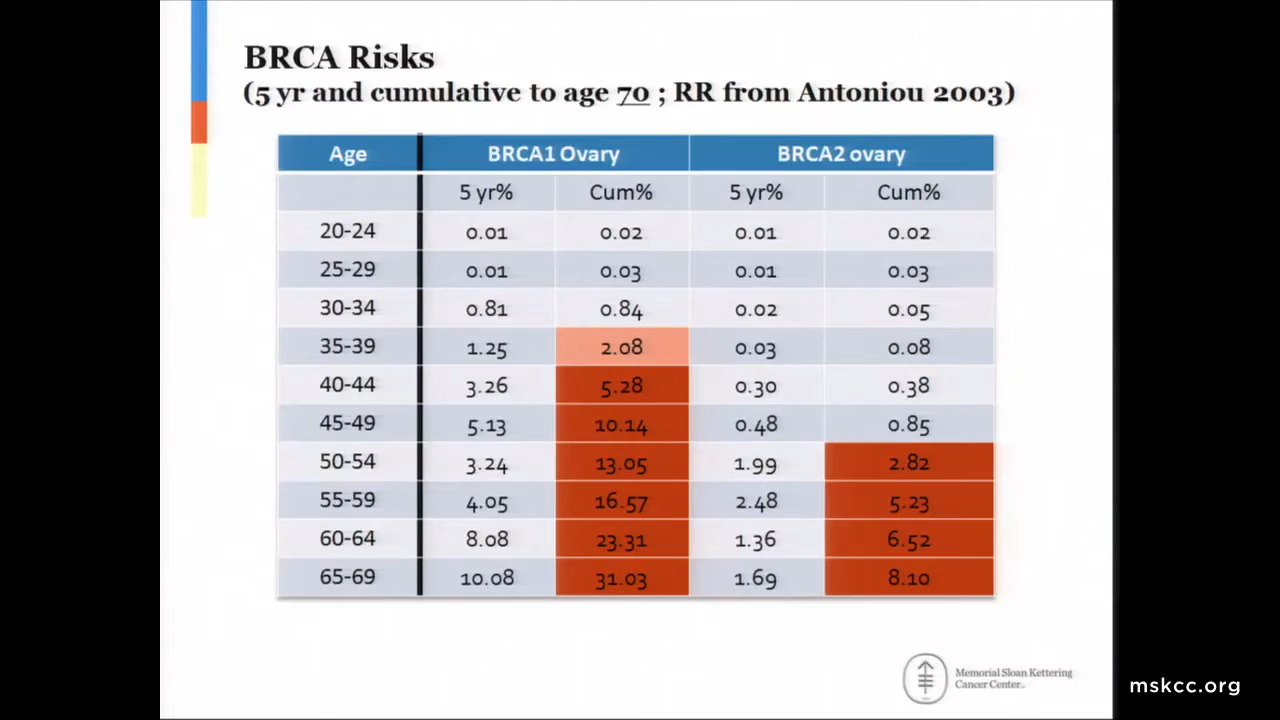 BRCA Risks
(5 yr and cumulative to age 70 ; RR from Antoniou 2003)
Age BRCA1 Ovary BRCA2 ovary
5 yr% Cum% 5 yr% Cum%
20-24 0.01 0.02 0.01 0.02
25-29 0.01 0.03 0.01 0.03
30-34 0.81 0.84 0.02 0.05
35-39 1.25 2.08 0.03 0.08
40-44 3.26 5.28 0.30 0.38
45-49 5.13 10.14 0.48 0.85
50-54 3.24 13.05 1.99 2.82
55-59 4.05 16.57 2.48 5.23
60-64 8.08 23.31 1.36 6.52
65-69 10.08 31.03 1.69 8.10
Memorial Sloan Kettering
Cancer Center
mskcc.org